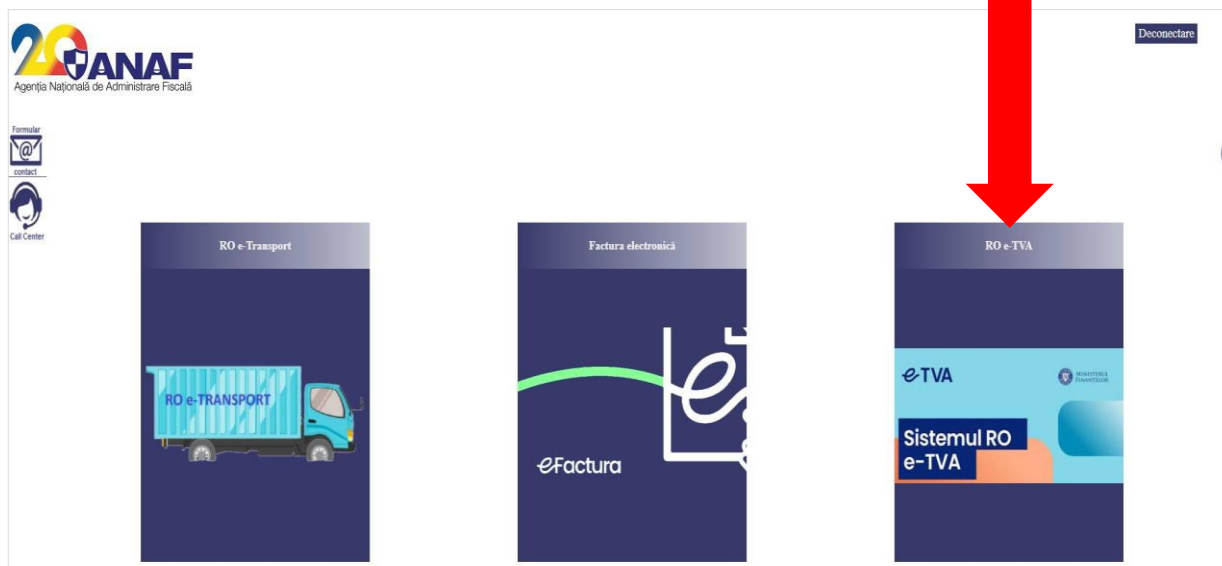 20 ANAF
Agenția Națională de Administrare Fiscală
Deconectare
Formular
@
contact
Call Center
RO e-Transport
Factura electronică
RO e-TVA
RO e-TRANSPORT
eFactura
e-TVA
MINISTERUL
FINANȚELOR
Sistemul RO
e-TVA